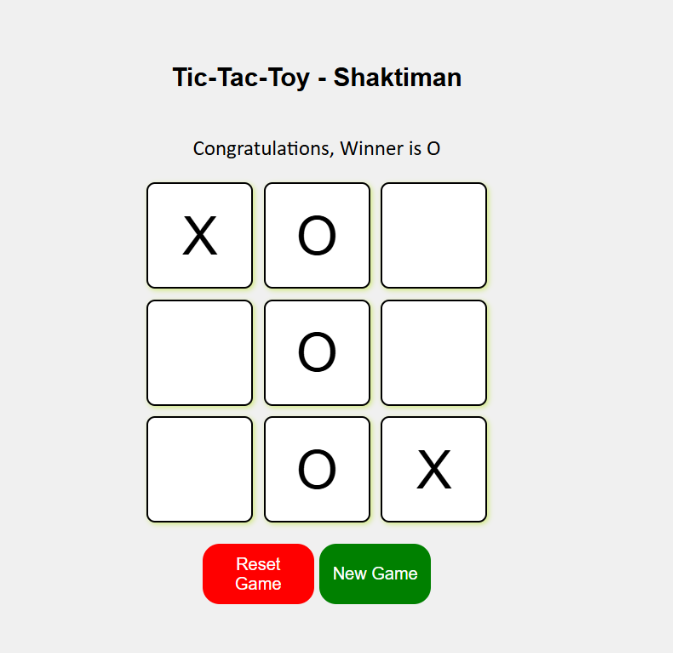 Tic-Tac-Toy - Shaktiman
Congratulations, Winner is O
X O
O
O X
Reset
Game
New Game